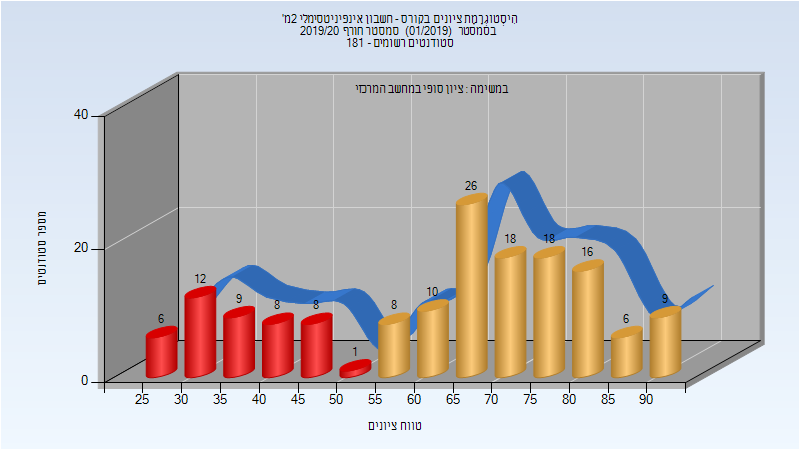 היסטוגרמת ציונים בקורס - חשבון אינפיניטסימלי 2מ'
בסמסטר (01/2019) סמסטר חורף 2019/20
סטודנטים רשומים - 181
במשימה : ציון סופי במחשב המרכזי
מספר סטודנטים
40
20
0
6
12
9
8
8
1
8
10
26
18
18
16
6
9
25 30 35 40 45 50 55 60 65 70 75 80 85 90
טווח ציונים